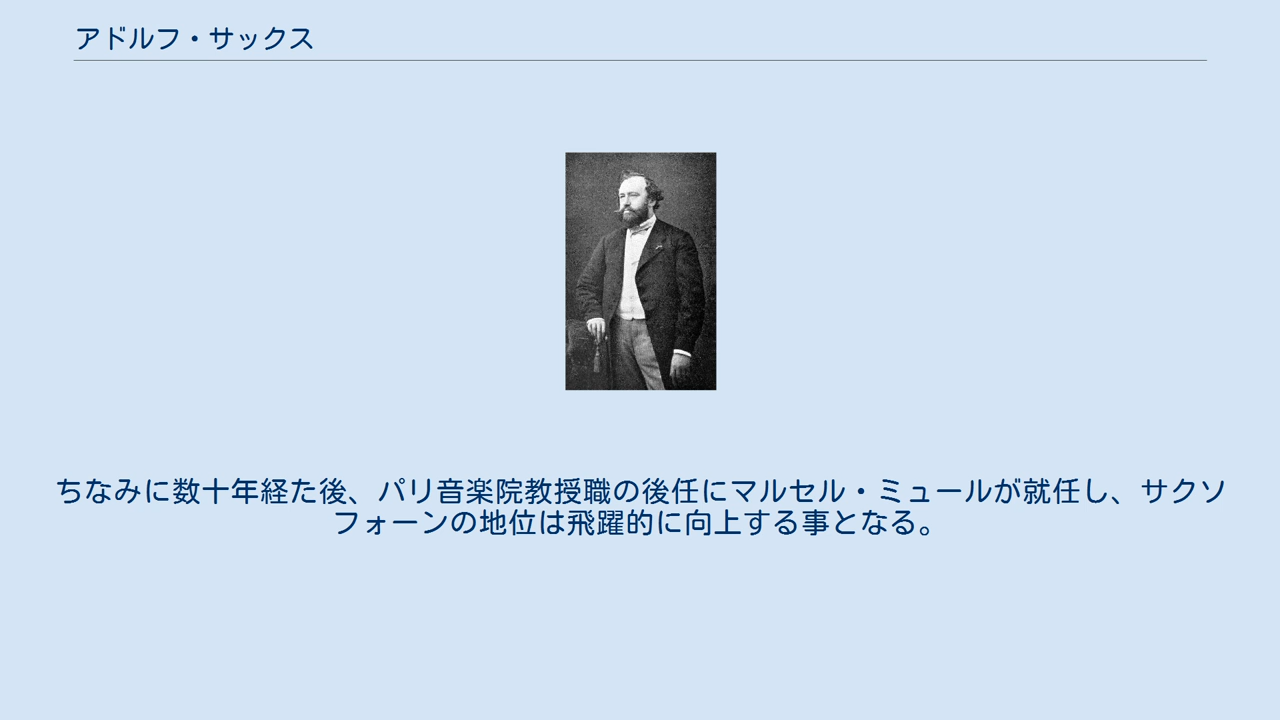 アドルフ・サックス
ちなみに数十年経た後、パリ音楽院教授職の後任にマルセル・ミュールが就任し、サクソ
フォーンの地位は飛躍的に向上する事となる。